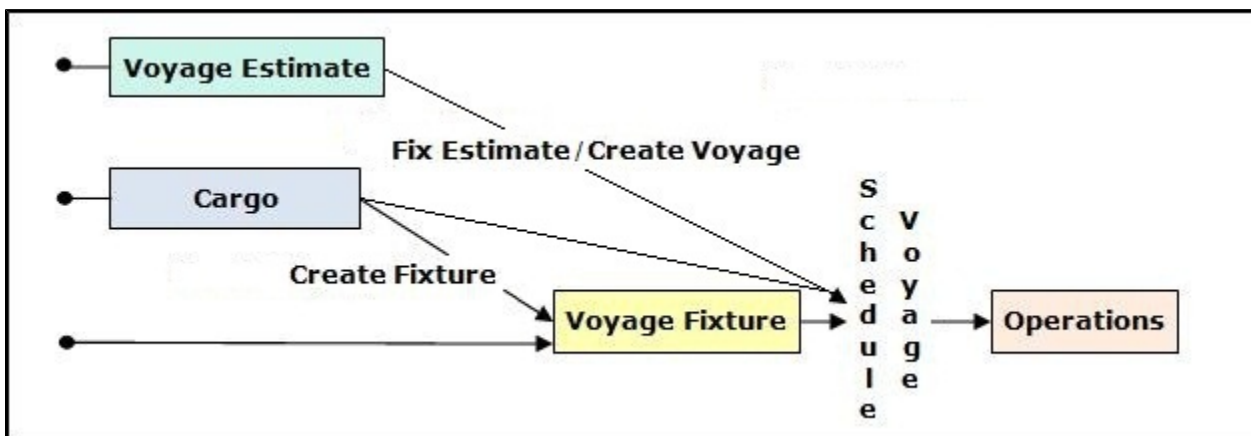 Voyage Estimate
Fix Estimate/Create Voyage
Cargo
Create Fixture
Voyage Fixture
Schedule
Voyage
Operations